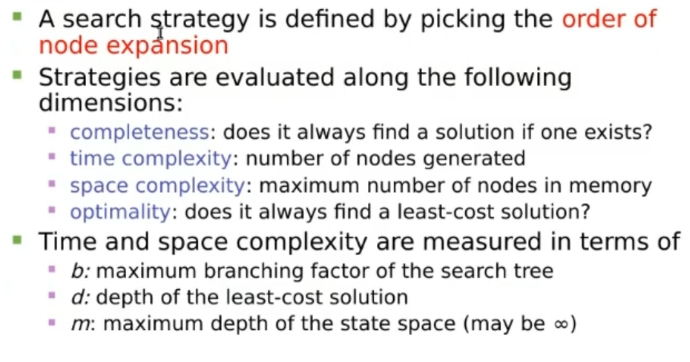 A search strategy is defined by picking the order of
node expansion
Strategies are evaluated along the following
dimensions:
completeness: does it always find a solution if one exists?
time complexity: number of nodes generated
space complexity: maximum number of nodes in memory
optimality: does it always find a least-cost solution?
Time and space complexity are measured in terms of
b: maximum branching factor of the search tree
d: depth of the least-cost solution
m: maximum depth of the state space (may be ∞)